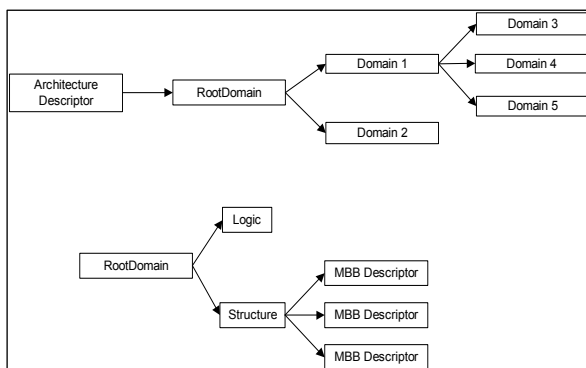 Domain 3
Domain 1
Domain 4
Architecture
Descriptor
RootDomain
Domain 5
Domain 2
Logic
RootDomain
MBB Descriptor
Structure
MBB Descriptor
MBB Descriptor